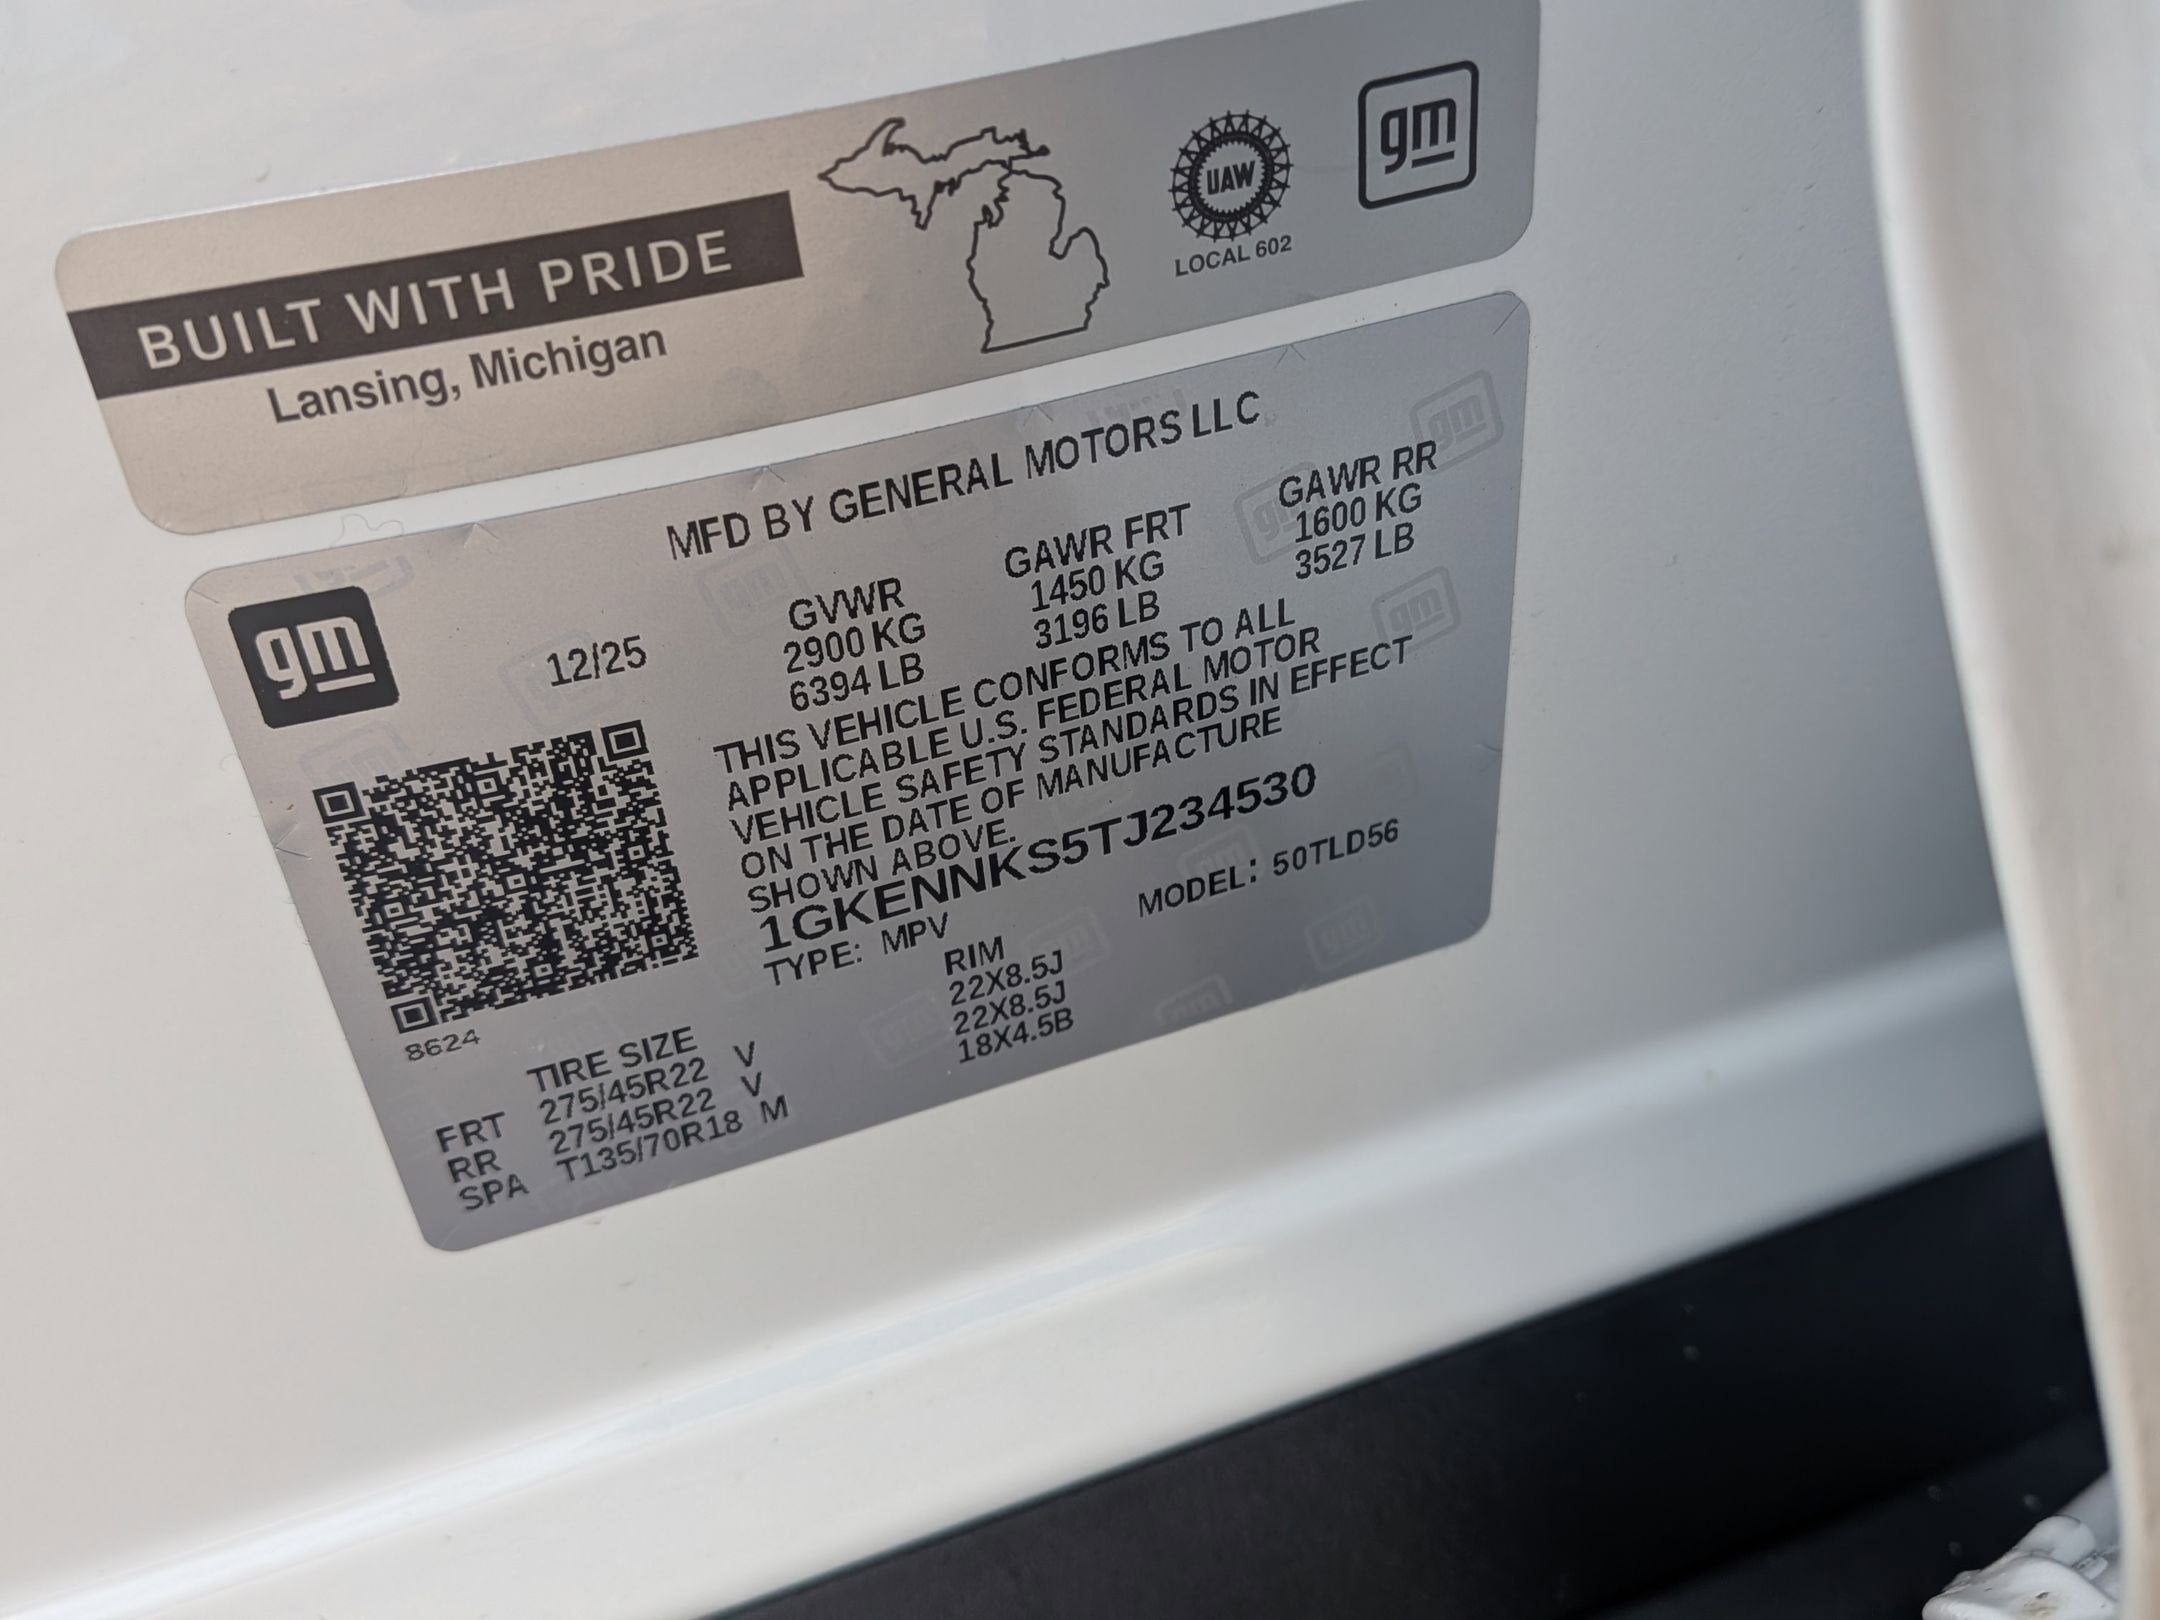 BUILT WITH PRIDE
Lansing, Michigan
UAW
LOCAL 602
gm
MFD BY GENERAL MOTORS LLC
gm
12/25
GVWR GAWR FRT GAWR RR
2900 KG 1450 KG 1600 KG
6394 LB 3196 LB 3527 LB
THIS VEHICLE CONFORMS TO ALL
APPLICABLE U.S. FEDERAL MOTOR
VEHICLE SAFETY STANDARDS IN EFFECT
ON THE DATE OF MANUFACTURE
SHOWN ABOVE.
1GKENNKS5TJ234530
TYPE: MPV MODEL: 50TLD56
8624
TIRE SIZE RIM
FRT 275/45R22 V 22X8.5J
RR 275/45R22 V 22X8.5J
SPA T135/70R18 M 18X4.5B